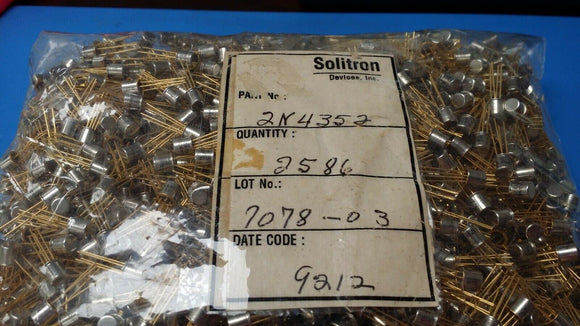 Solitron
Devices, Inc.
PART No.:
2N4352
QUANTITY:
2586
LOT No.:
7078-03
DATE CODE:
9212